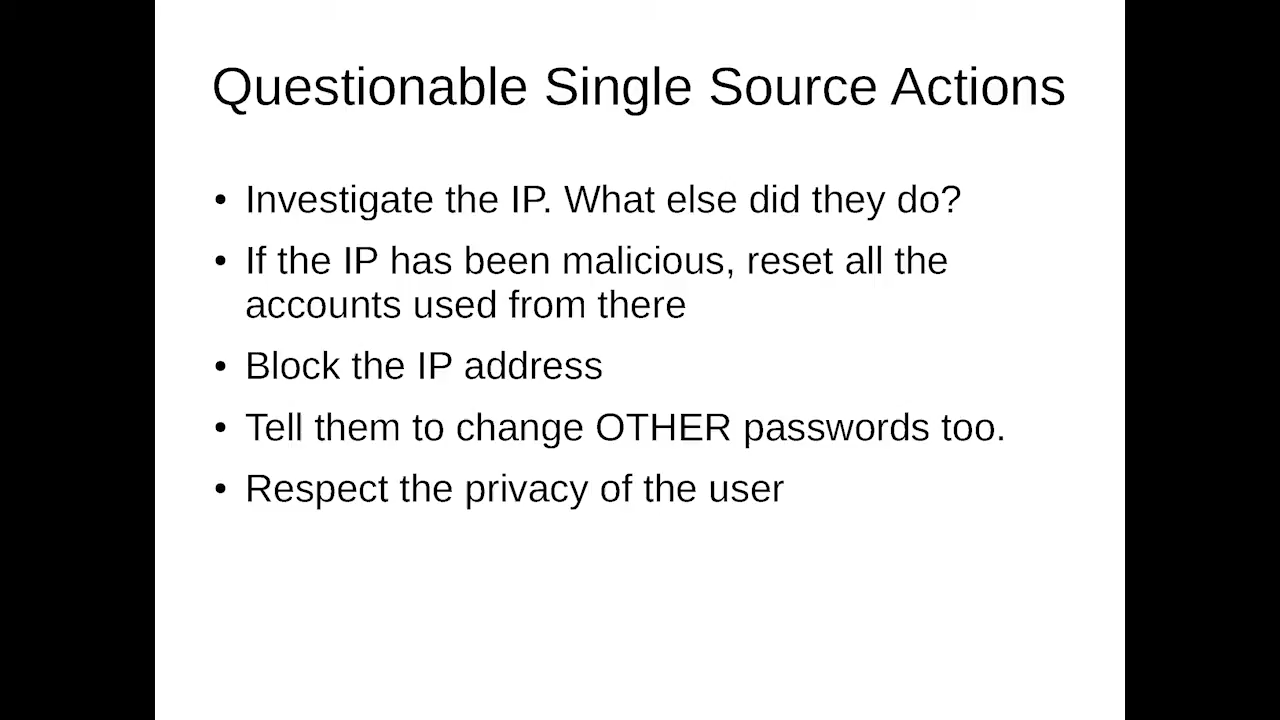 Questionable Single Source Actions
• Investigate the IP. What else did they do?
• If the IP has been malicious, reset all the
accounts used from there
• Block the IP address
• Tell them to change OTHER passwords too.
• Respect the privacy of the user